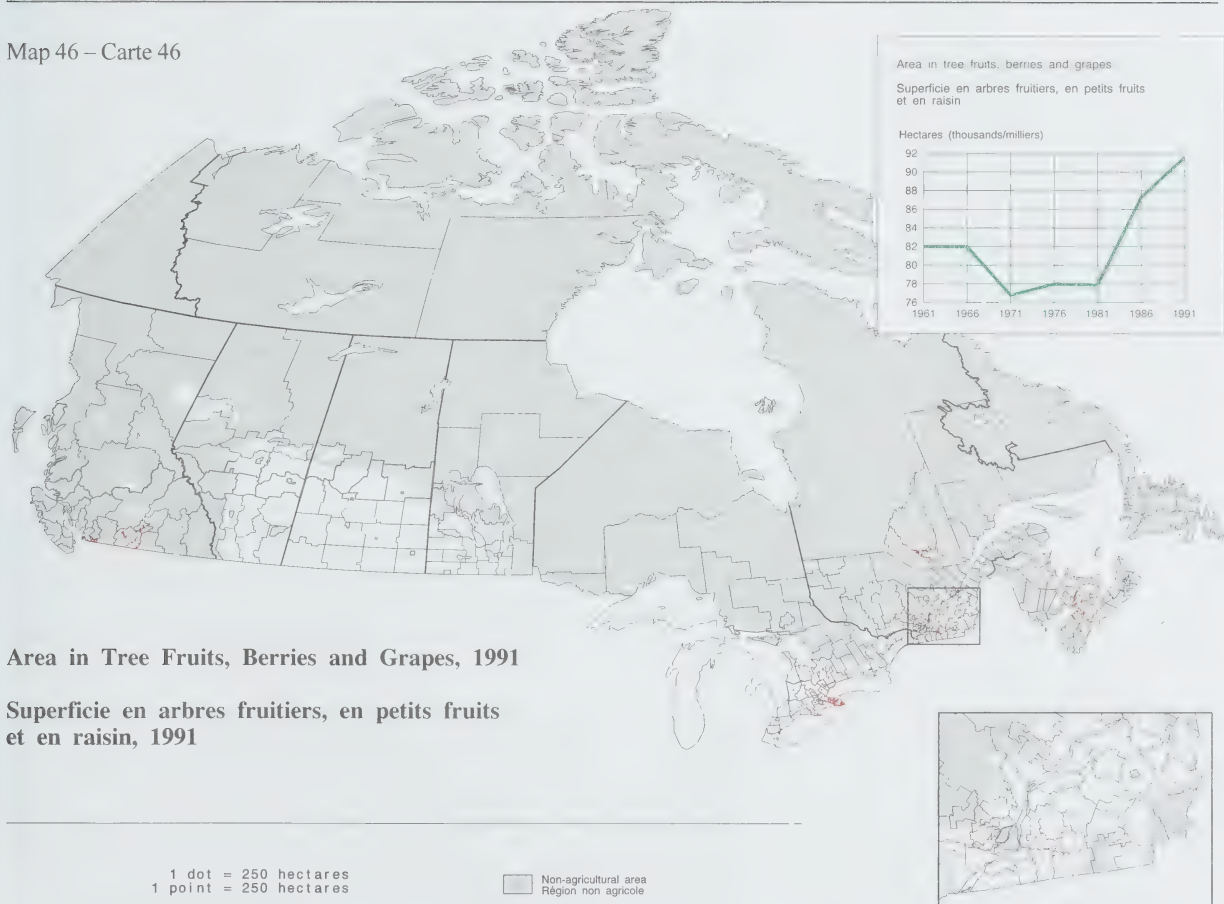 Map 46 – Carte 46
Area in tree fruits, berries and grapes
Superficie en arbres fruitiers, en petits fruits
et en raisin
Hectares (thousands/milliers)
92
90
88
86
84
82
80
78
76
1961 1966 1971 1976 1981 1986 1991
Area in Tree Fruits, Berries and Grapes, 1991
Superficie en arbres fruitiers, en petits fruits
et en raisin, 1991
1 dot = 250 hectares
1 point = 250 hectares
Non-agricultural area
Région non agricole